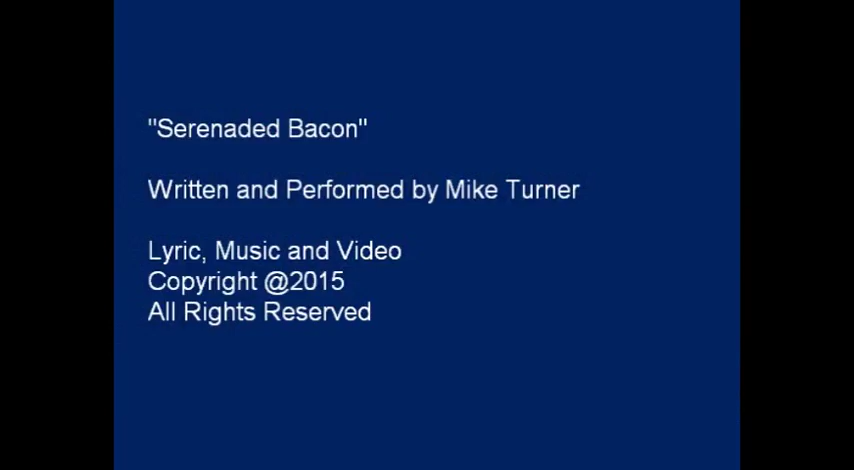 "Serenaded Bacon"
Written and Performed by Mike Turner
Lyric, Music and Video
Copyright @2015
All Rights Reserved